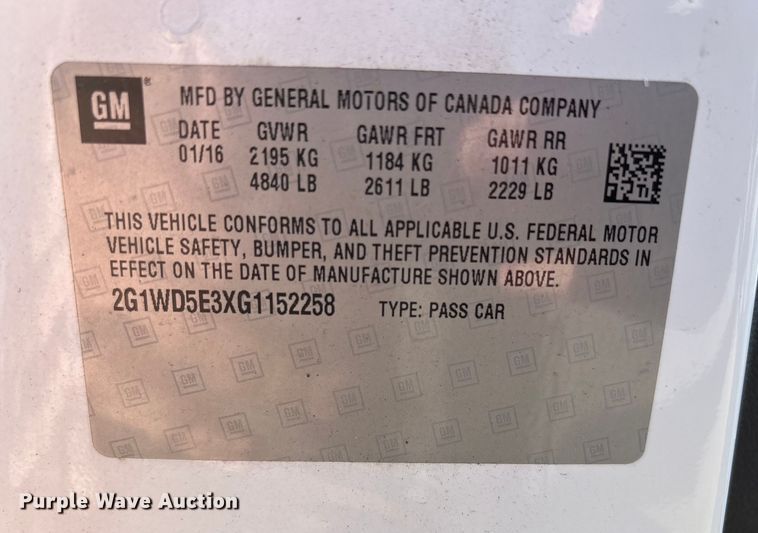 GM ® MFD BY GENERAL MOTORS OF CANADA COMPANY
DATE GVWR GAWR FRT GAWR RR
01/16 2195 KG 1184 KG 1011 KG
4840 LB 2611 LB 2229 LB
THIS VEHICLE CONFORMS TO ALL APPLICABLE U.S. FEDERAL MOTOR
VEHICLE SAFETY, BUMPER, AND THEFT PREVENTION STANDARDS IN
EFFECT ON THE DATE OF MANUFACTURE SHOWN ABOVE.
2G1WD5E3XG1152258 TYPE: PASS CAR
Purple Wave Auction